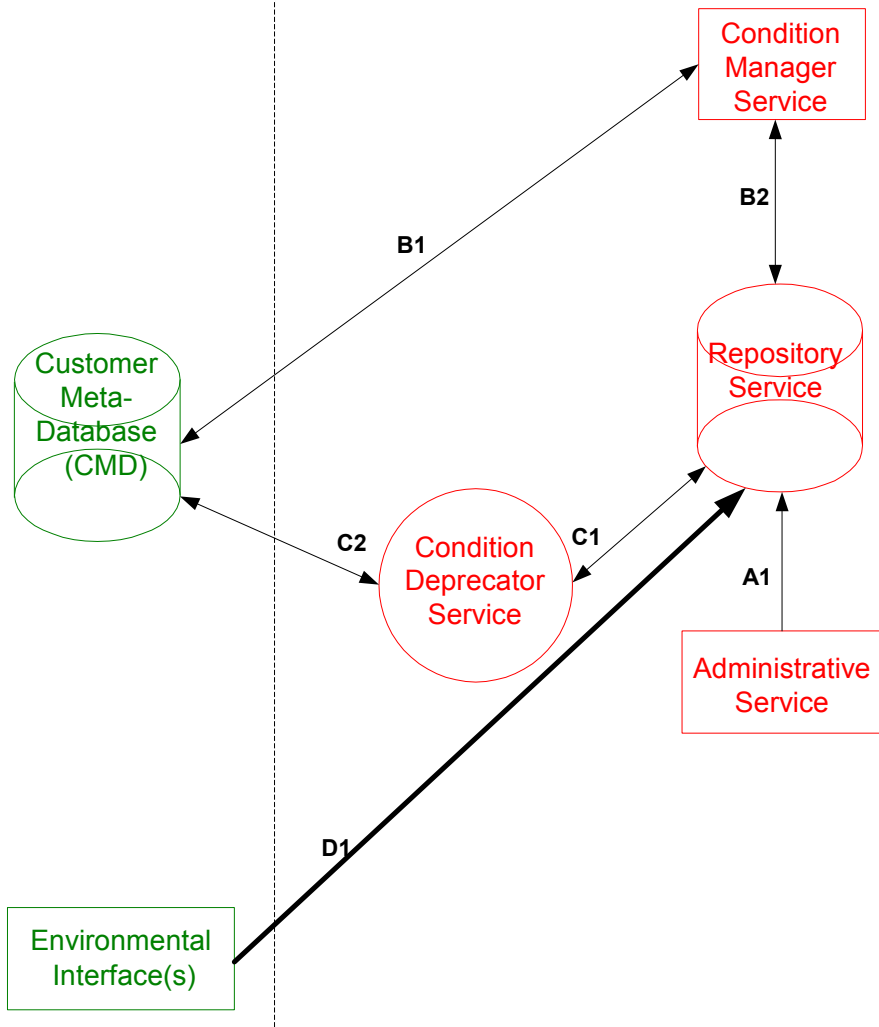 Condition
Manager
Service
B2
B1
Customer
Meta-
Database
(CMD)
Repository
Service
C2
Condition
Deprecator
Service
C1
A1
Administrative
Service
D1
Environmental
Interface(s)